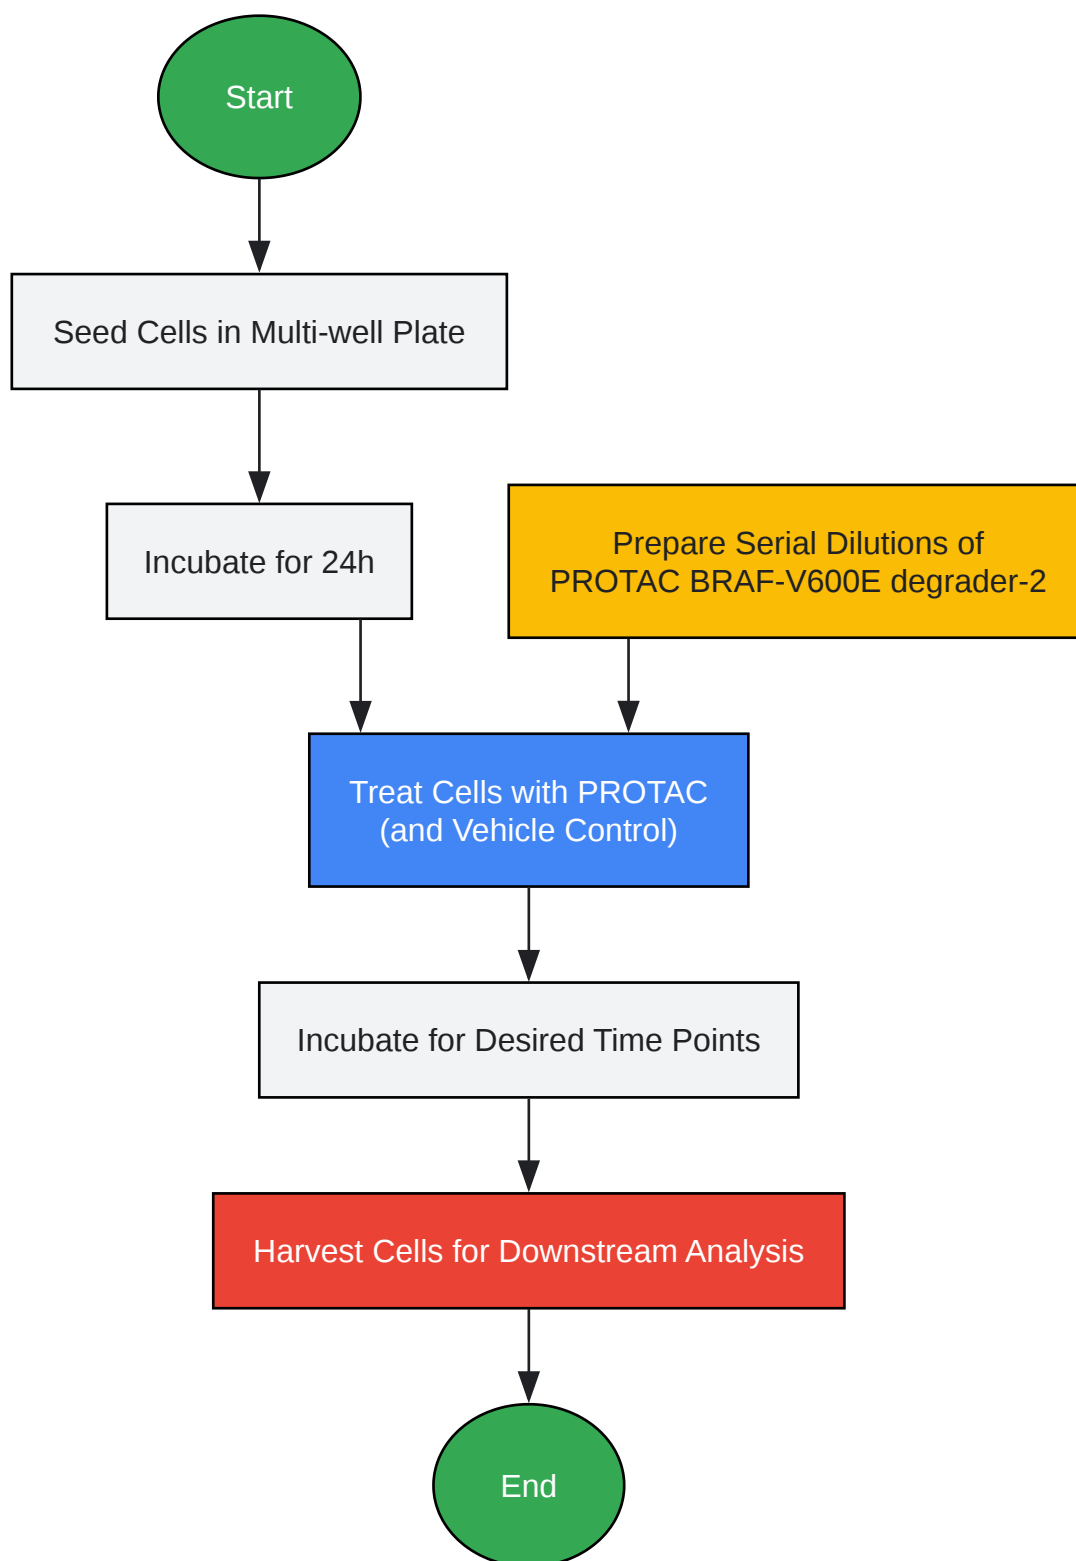 Start
Seed Cells in Multi-well Plate
Incubate for 24h
Prepare Serial Dilutions of
PROTAC BRAF-V600E degrader-2
Treat Cells with PROTAC
(and Vehicle Control)
Incubate for Desired Time Points
Harvest Cells for Downstream Analysis
End